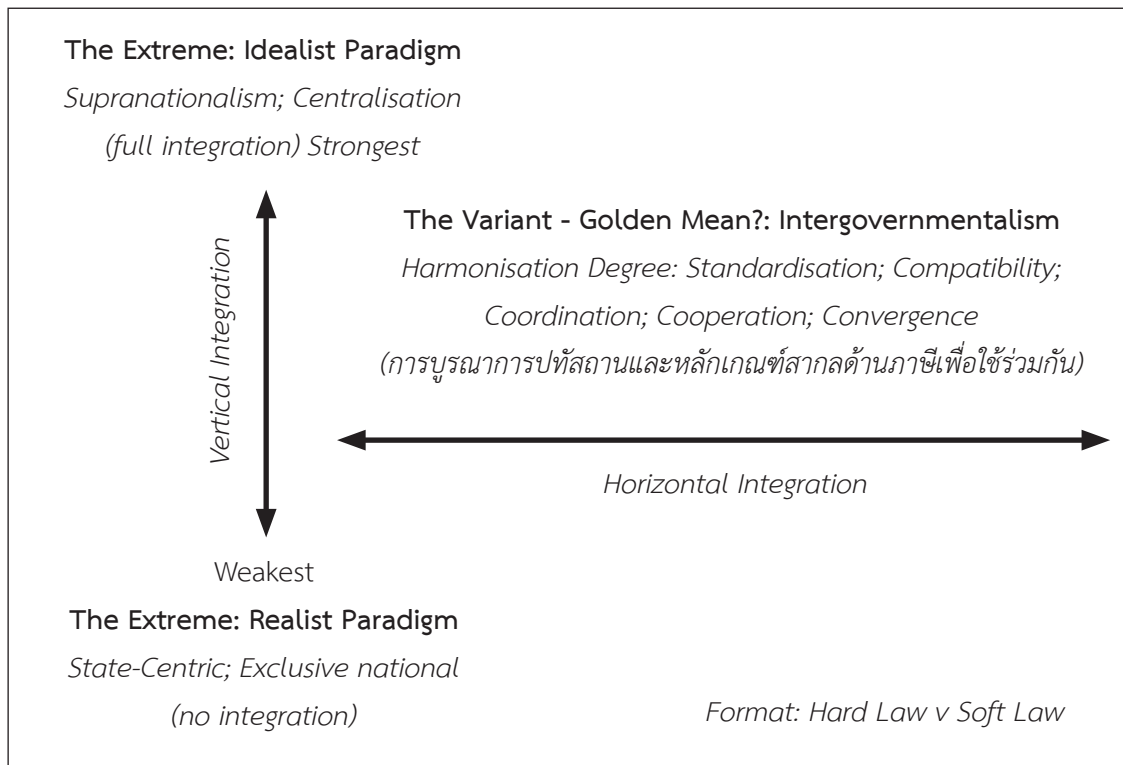 The Extreme: Idealist Paradigm
Supranationalism; Centralisation
(full integration) Strongest
Vertical Integration
The Variant - Golden Mean?: Intergovernmentalism
Harmonisation Degree: Standardisation; Compatibility;
Coordination; Cooperation; Convergence
(การบูรณาการปทัสถานและหลักเกณฑ์สากลด้านภาษีเพื่อใช้ร่วมกัน)
Horizontal Integration
Weakest
The Extreme: Realist Paradigm
State-Centric; Exclusive national
(no integration)
Format: Hard Law v Soft Law